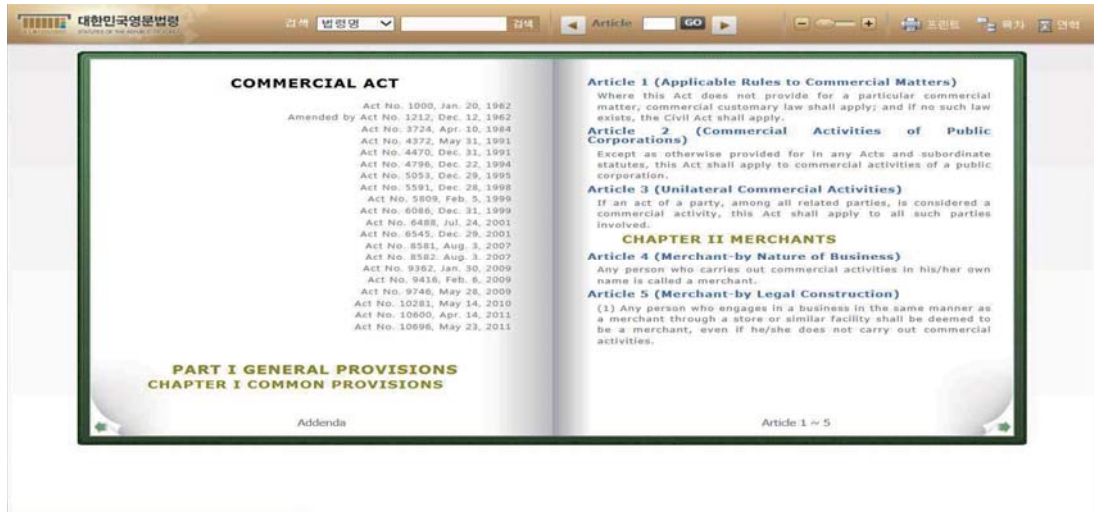 대한민국영문법령
STATUTES OF THE REPUBLIC OF KOREA
검색 법령명 검색 Article GO 프린트 목차 연혁
COMMERCIAL ACT
Act No. 1000, Jan. 20, 1962
Amended by Act No. 1212, Dec. 12, 1962
Act No. 3724, Apr. 10, 1984
Act No. 4372, May 31, 1991
Act No. 4470, Dec. 31, 1991
Act No. 4796, Dec. 22, 1994
Act No. 5053, Dec. 29, 1995
Act No. 5591, Dec. 28, 1998
Act No. 5809, Feb. 5, 1999
Act No. 6086, Dec. 31, 1999
Act No. 6488, Jul. 24, 2001
Act No. 6545, Dec. 29, 2001
Act No. 8581, Aug. 3, 2007
Act No. 8582, Aug. 3, 2007
Act No. 9362, Jan. 30, 2009
Act No. 9416, Feb. 6, 2009
Act No. 9746, May 28, 2009
Act No. 10281, May 14, 2010
Act No. 10600, Apr. 14, 2011
Act No. 10696, May 23, 2011
PART I GENERAL PROVISIONS
CHAPTER I COMMON PROVISIONS
Addenda
Article 1 (Applicable Rules to Commercial Matters)
Where this Act does not provide for a particular commercial
matter, commercial customary law shall apply; and if no such law
exists, the Civil Act shall apply.
Article 2 (Commercial Activities of Public
Corporations)
Except as otherwise provided for in any Acts and subordinate
statutes, this Act shall apply to commercial activities of a public
corporation.
Article 3 (Unilateral Commercial Activities)
If an act of a party, among all related parties, is considered a
commercial activity, this Act shall apply to all such parties
involved.
CHAPTER II MERCHANTS
Article 4 (Merchant-by Nature of Business)
Any person who carries out commercial activities in his/her own
name is called a merchant.
Article 5 (Merchant-by Legal Construction)
(1) Any person who engages in a business in the same manner as
a merchant through a store or similar facility shall be deemed to
be a merchant, even if he/she does not carry out commercial
activities.
Article 1 ~ 5